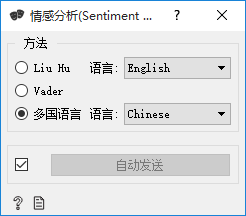 情感分析(Sentiment ...
方法
Liu Hu 语言: English
Vader
多国语言 语言: Chinese
自动发送
?